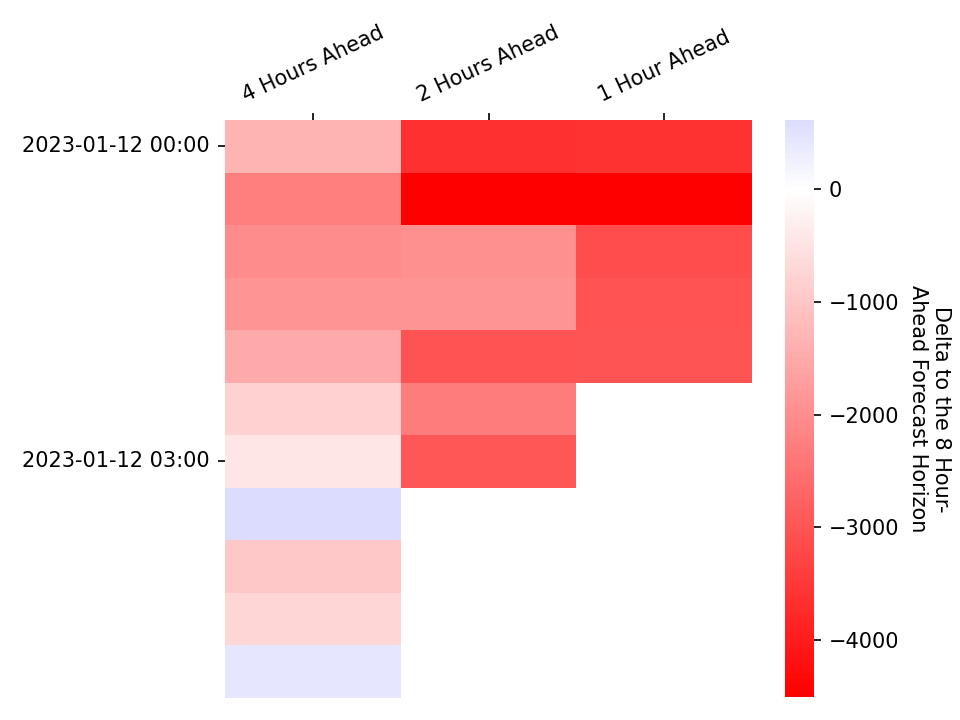 4 Hours Ahead
2 Hours Ahead
1 Hour Ahead
2023-01-12 00:00
2023-01-12 03:00
0
−1000
−2000
−3000
−4000
Delta to the 8 Hour-
Ahead Forecast Horizon